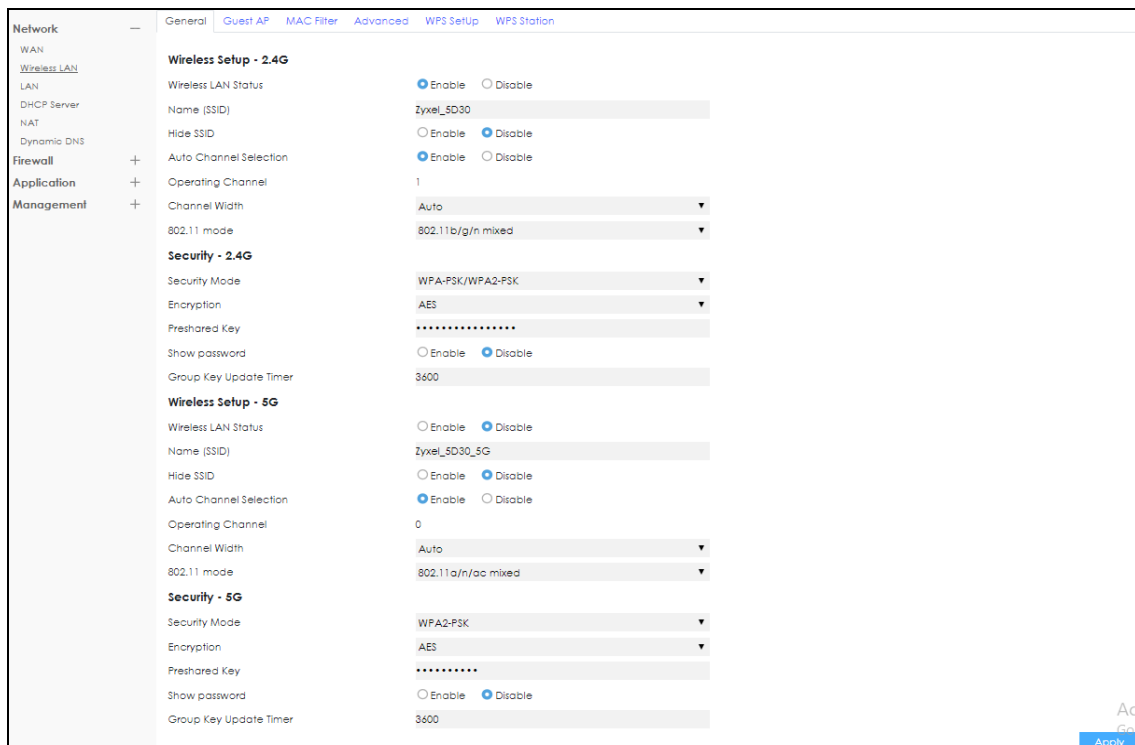 General Guest AP MAC Filter Advanced WPS SetUp WPS Station
Network
WAN
Wireless LAN
LAN
DHCP Server
NAT
Dynamic DNS
Firewall
Application
Management
Wireless Setup - 2.4G
Wireless LAN Status Enable Disable
Name (SSID) Zyxel_5D30
Hide SSID Enable Disable
Auto Channel Selection Enable Disable
Operating Channel 1
Channel Width Auto
802.11 mode 802.11b/g/n mixed
Security - 2.4G
Security Mode WPA-PSK/WPA2-PSK
Encryption AES
Preshared Key ••••••••••••••••
Show password Enable Disable
Group Key Update Timer 3600
Wireless Setup - 5G
Wireless LAN Status Enable Disable
Name (SSID) Zyxel_5D30_5G
Hide SSID Enable Disable
Auto Channel Selection Enable Disable
Operating Channel 0
Channel Width Auto
802.11 mode 802.11a/n/ac mixed
Security - 5G
Security Mode WPA2-PSK
Encryption AES
Preshared Key ••••••••••
Show password Enable Disable
Group Key Update Timer 3600
Apply